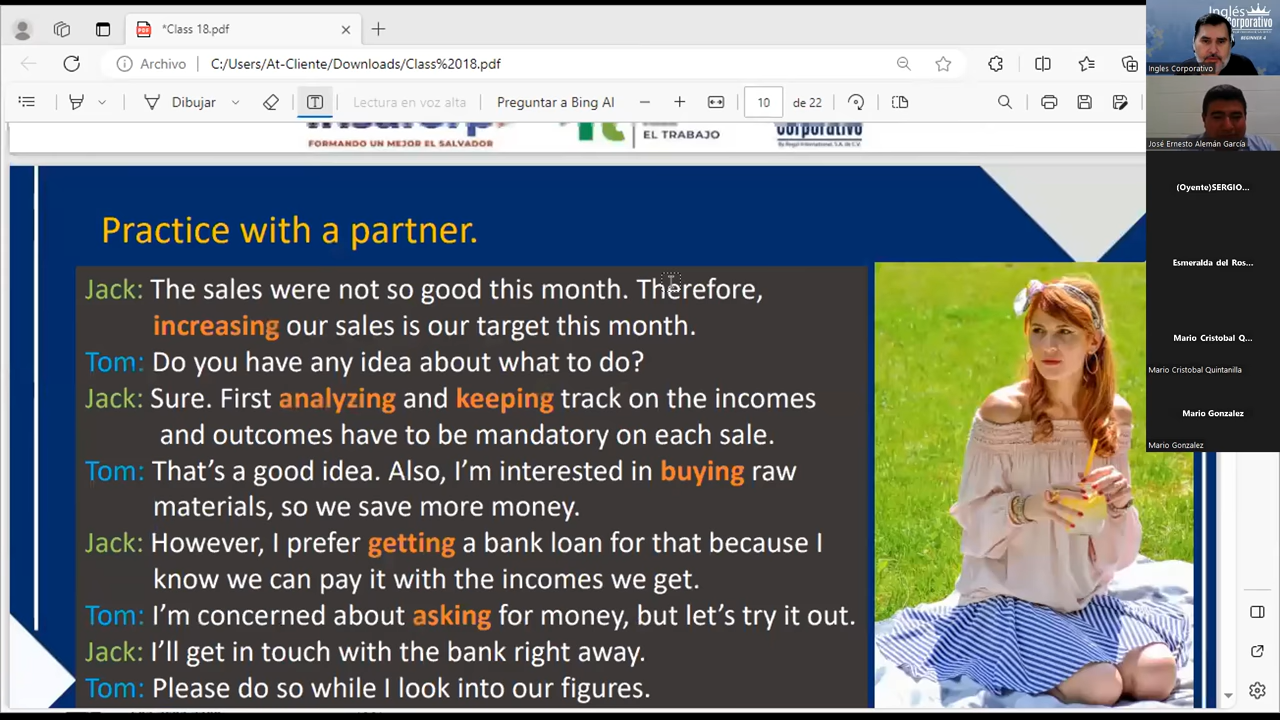 *Class 18.pdf
Archivo
C:/Users/At-Cliente/Downloads/Class%2018.pdf
Dibujar
Lectura en voz alta
Preguntar a Bing AI
10
de 22
FORMANDO UN MEJOR EL SALVADOR
EL TRABAJO
corporativo
Practice with a partner.
Jack: The sales were not so good this month. Therefore,
increasing our sales is our target this month.
Tom: Do you have any idea about what to do?
Jack: Sure. First analyzing and keeping track on the incomes
and outcomes have to be mandatory on each sale.
Tom: That's a good idea. Also, I'm interested in buying raw
materials, so we save more money.
Jack: However, I prefer getting a bank loan for that because I
know we can pay it with the incomes we get.
Tom: I'm concerned about asking for money, but let's try it out.
Jack: I'll get in touch with the bank right away.
Tom: Please do so while I look into our figures.
Inglés
Corporativo
BEGINNER 4
Ingles Corporativo
José Ernesto Alemán García
(Oyente)SERGIO...
Esmeralda del Ros...
Mario Cristobal Q...
Mario Cristobal Quintanilla
Mario Gonzalez
Mario Gonzalez